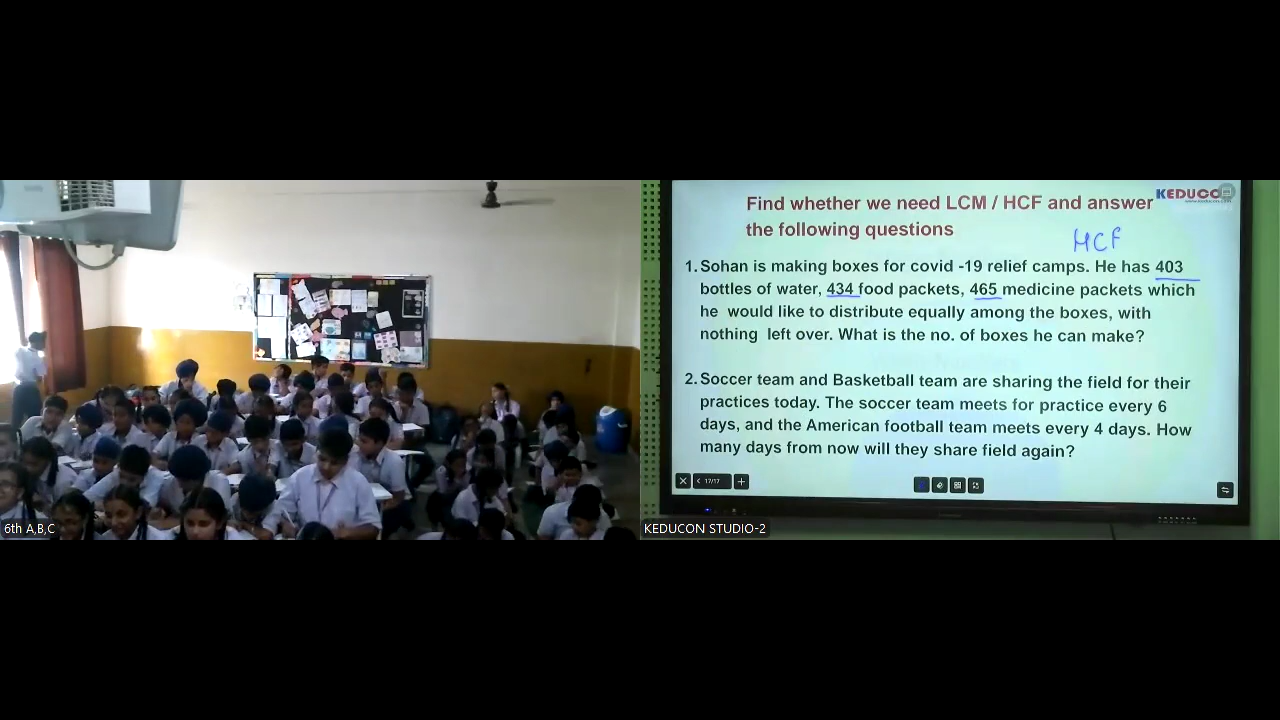 6th A,B,C
Find whether we need LCM / HCF and answer
the following questions
KEDUCO
HCF
1. Sohan is making boxes for covid -19 relief camps. He has 403
bottles of water, 434 food packets, 465 medicine packets which
he would like to distribute equally among the boxes, with
nothing left over. What is the no. of boxes he can make?
2. Soccer team and Basketball team are sharing the field for their
practices today. The soccer team meets for practice every 6
days, and the American football team meets every 4 days. How
many days from now will they share field again?
17/17
KEDUCON STUDIO-2